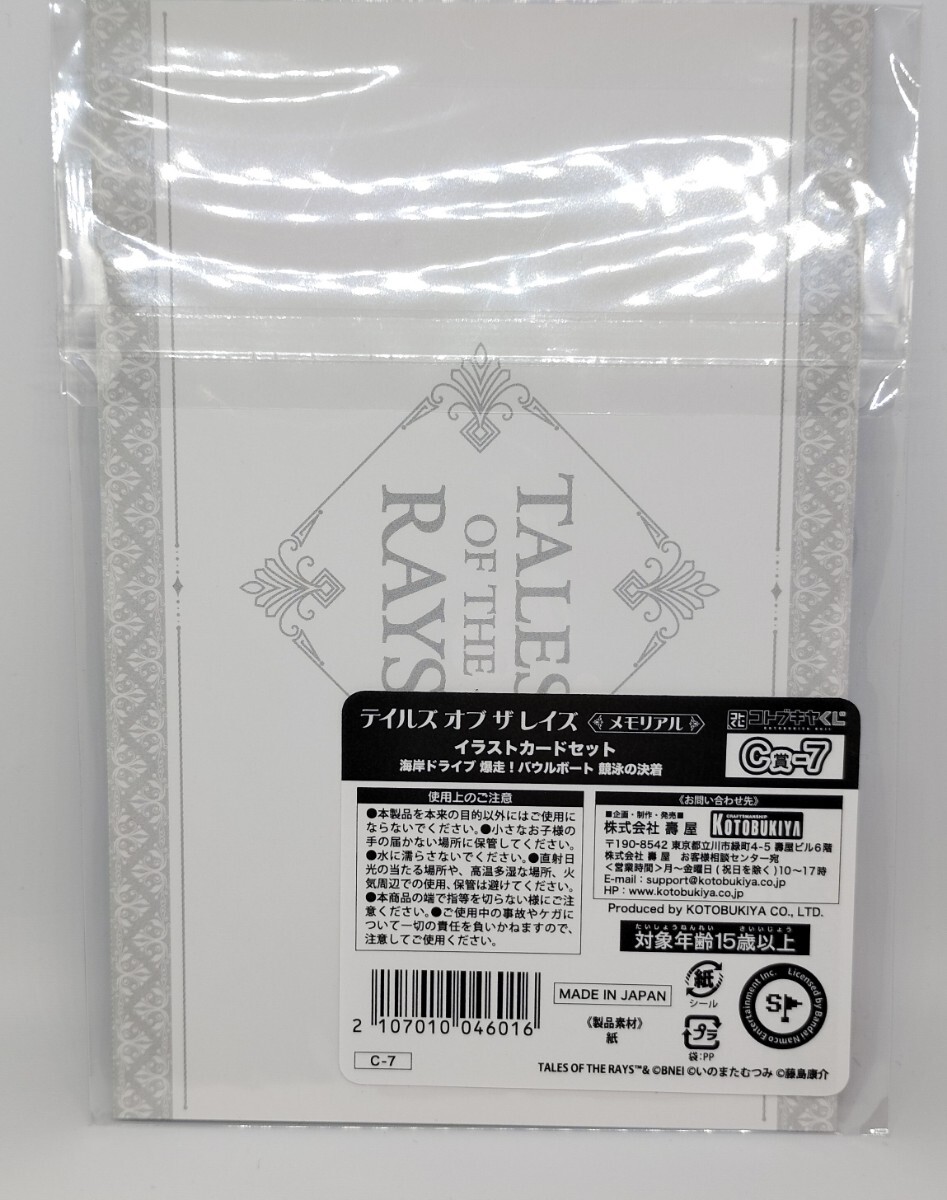 TALES
OF THE
RAYS
テイルズ オブ ザ レイズ メモリアル
コトブキヤくじ
KOTOBUKIYA KUJI
イラストカードセット
海岸ドライブ 爆走！バウルボート 競泳の決着
C賞-7
使用上のご注意
●本製品を本来の目的以外にはご使用に
ならないでください。●小さなお子様の
手の届かない場所に保管してください。
●水に濡らさないでください。●直射日
光の当たる場所や、高温多湿な場所、火
気周辺での使用、保管は避けてください。
●本商品の端で指等を切らない様にご注
意ください。●ご使用中の事故やケガに
ついて一切の責任を負いかねますので、
注意してご使用ください。
《お問い合わせ先》
■企画・制作・発売■
株式会社 壽 屋
CRAFTSMANSHIP
KOTOBUKIYA
〒190-8542 東京都立川市緑町4-5 壽屋ビル6階
株式会社 壽 屋 お客様相談センター宛
＜営業時間＞月～金曜日(祝日を除く)10～17時
E-mail：support@kotobukiya.co.jp
HP：www.kotobukiya.co.jp
Produced by KOTOBUKIYA CO., LTD.
たいしょうねんれい さいいじょう
対象年齢15歳以上
2 107010 046016
C-7
MADE IN JAPAN
《製品素材》
紙
紙
シール
プラ
袋:PP
Licensed by Bandai Namco Entertainment Inc.
SP
TALES OF THE RAYS™& ©BNEI ©いのまたむつみ ©藤島康介